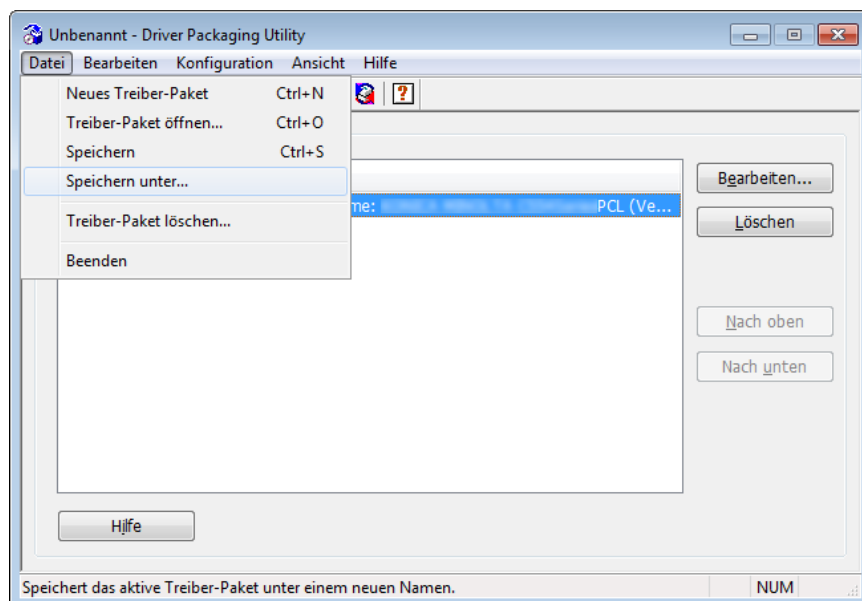 Unbenannt - Driver Packaging Utility
Datei Bearbeiten Konfiguration Ansicht Hilfe
Neues Treiber-Paket Ctrl+N
Treiber-Paket öffnen... Ctrl+O
Speichern Ctrl+S
Speichern unter...
Treiber-Paket löschen...
Beenden
me: PCL (Ve...
Bearbeiten...
Löschen
Nach oben
Nach unten
Hilfe
Speichert das aktive Treiber-Paket unter einem neuen Namen. NUM